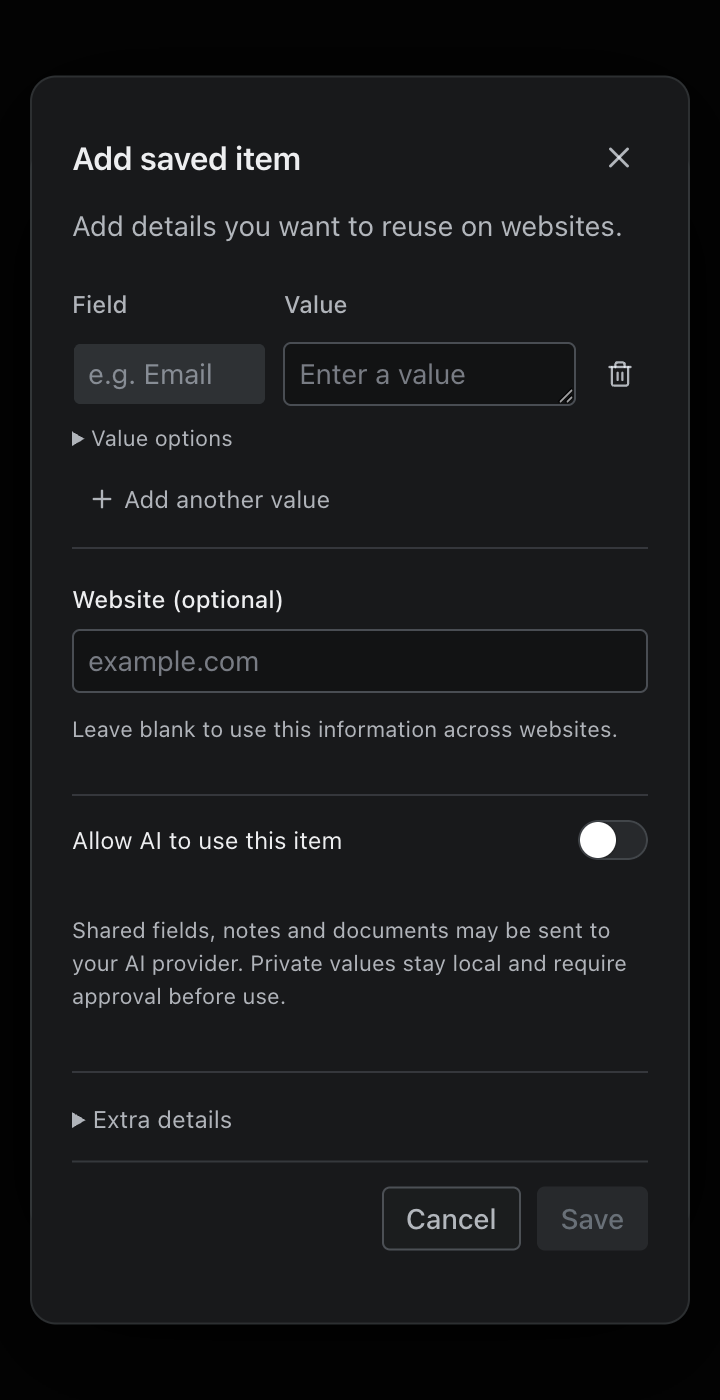 Add saved item
Add details you want to reuse on websites.
Field Value
e.g. Email Enter a value
Value options
Add another value
Website (optional)
example.com
Leave blank to use this information across websites.
Allow AI to use this item
Shared fields, notes and documents may be sent to
your AI provider. Private values stay local and require
approval before use.
Extra details
Cancel Save